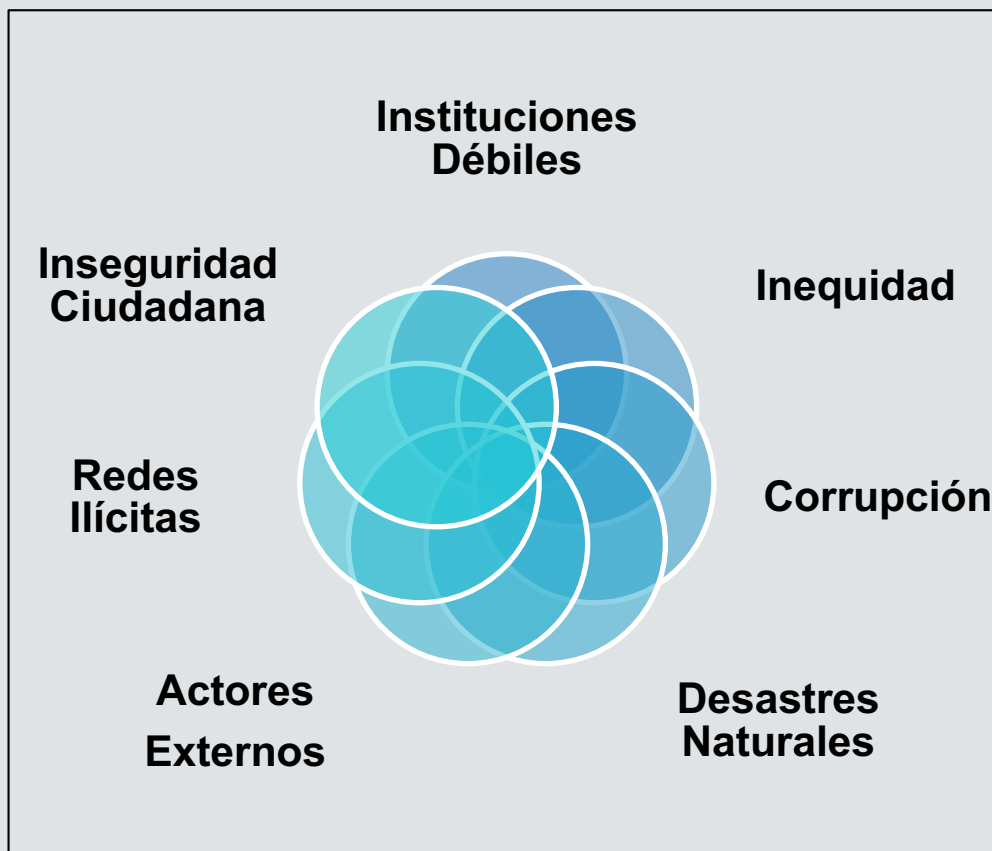 Instituciones
Débiles
Inseguridad
Ciudadana
Inequidad
Redes
Ilícitas
Corrupción
Actores
Externos
Desastres
Naturales